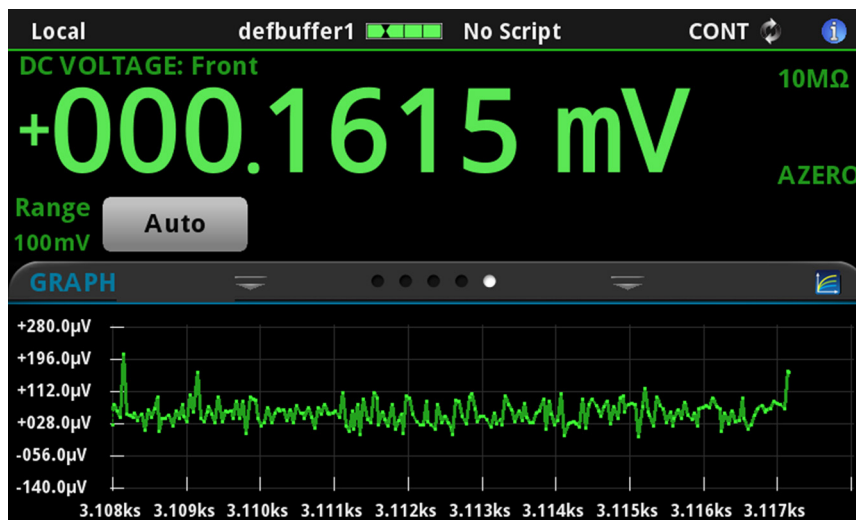 Local defbuffer1 No Script CONT i
DC VOLTAGE: Front
10MΩ
+000.1615 mV
AZERO
Range
100mV
Auto
GRAPH
+280.0µV
+196.0µV
+112.0µV
+028.0µV
-056.0µV
-140.0µV
3.108ks 3.109ks 3.110ks 3.111ks 3.112ks 3.113ks 3.114ks 3.115ks 3.116ks 3.117ks